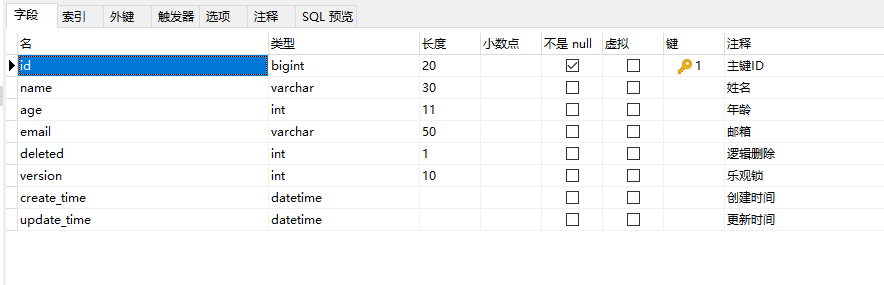 字段 索引 外键 触发器 选项 注释 SQL 预览
名 类型 长度 小数点 不是 null 虚拟 键 注释
id bigint 20 1 主键ID
name varchar 30 姓名
age int 11 年龄
email varchar 50 邮箱
deleted int 1 逻辑删除
version int 10 乐观锁
create_time datetime 创建时间
update_time datetime 更新时间